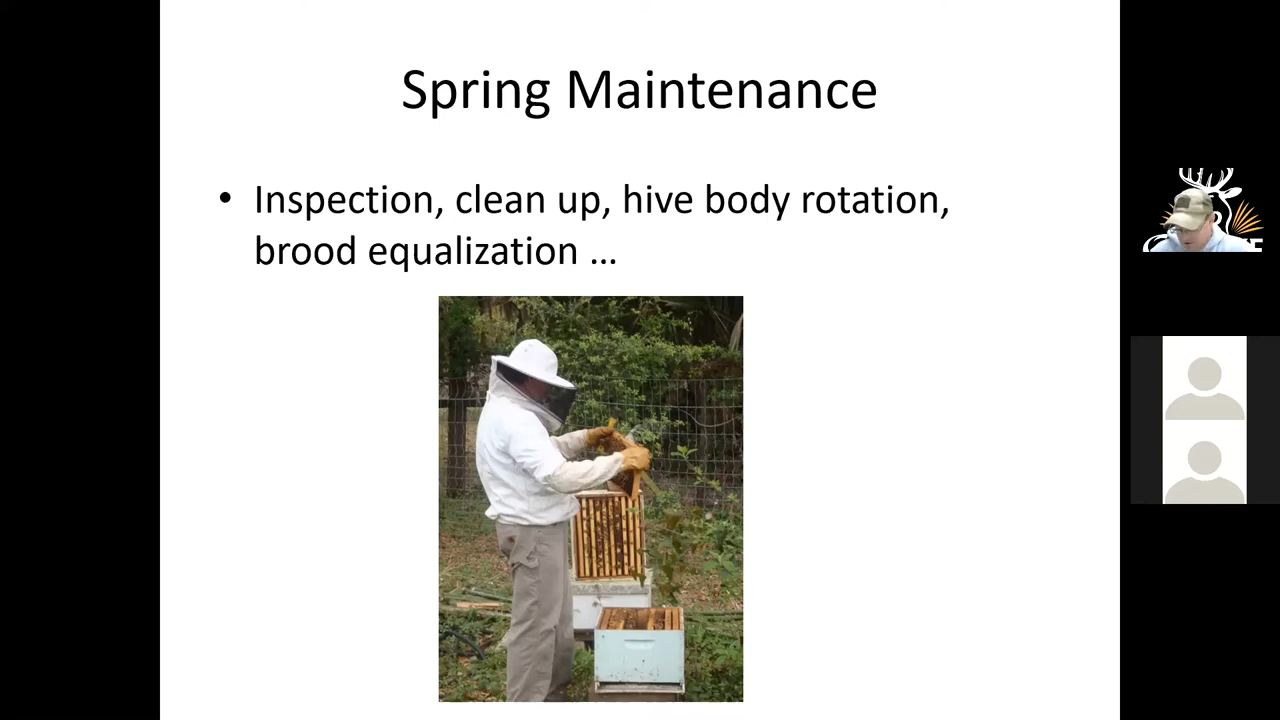 Spring Maintenance
• Inspection, clean up, hive body rotation,
brood equalization ...